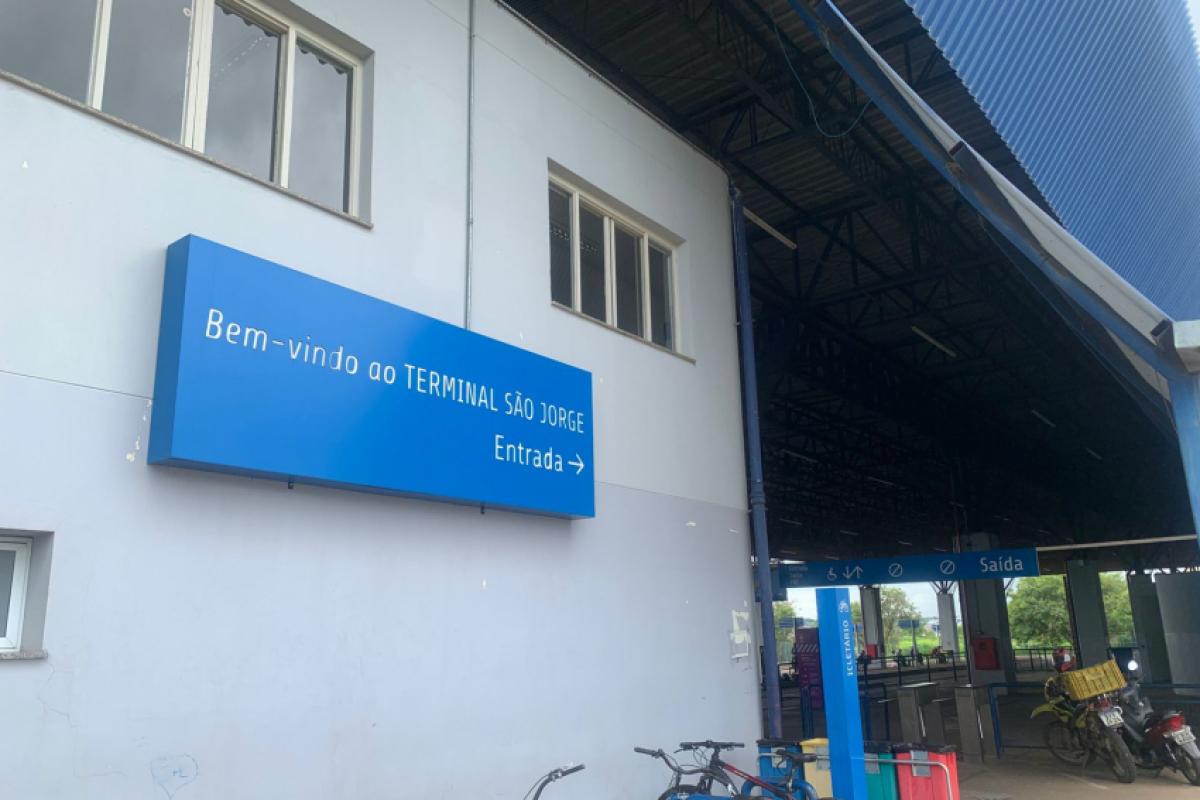 Bem-vindo ao TERMINAL SÃO JORGE
Entrada →
Saída